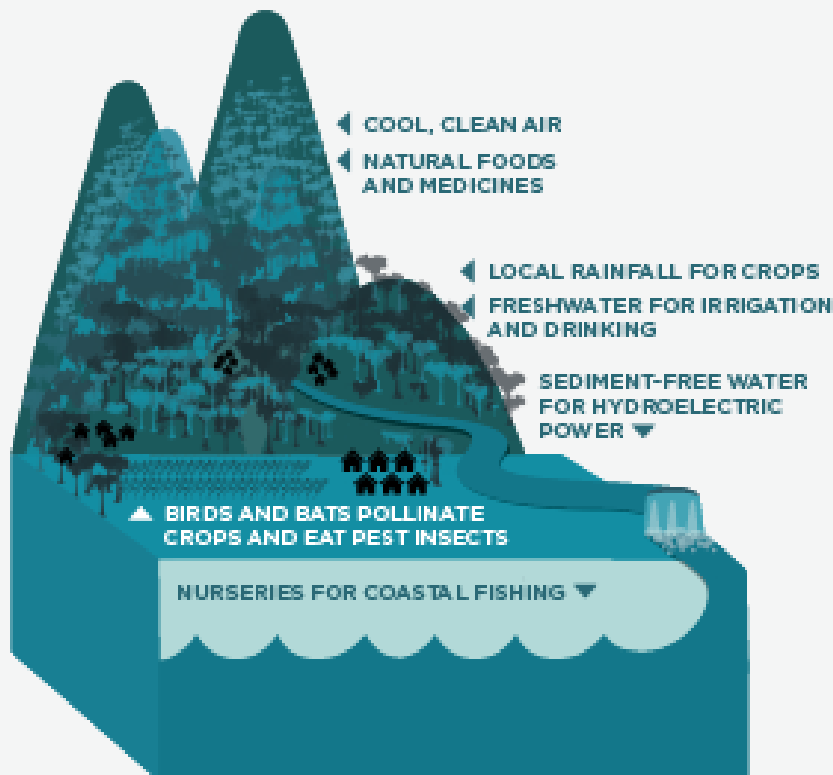 COOL, CLEAN AIR
NATURAL FOODS
AND MEDICINES
LOCAL RAINFALL FOR CROPS
FRESHWATER FOR IRRIGATION
AND DRINKING
SEDIMENT-FREE WATER
FOR HYDROELECTRIC
POWER
BIRDS AND BATS POLLINATE
CROPS AND EAT PEST INSECTS
NURSERIES FOR COASTAL FISHING